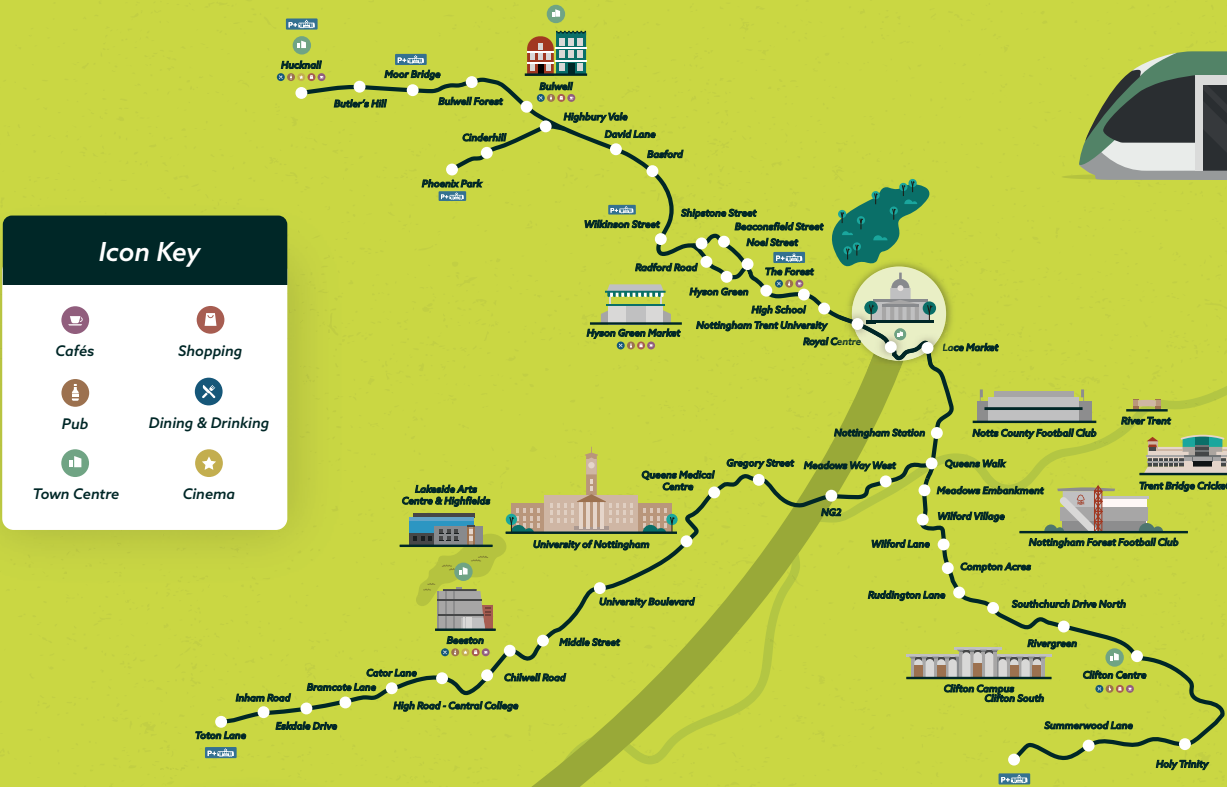 Hucknall
Butler's Hill
P+
Moor Bridge
P+
Bulwell Forest
Bulwell
Highbury Vale
Cinderhill
Phoenix Park
P+
David Lane
Basford
P+
Wilkinson Street
Shipstone Street
Beaconsfield Street
Noel Street
P+
The Forest
Radford Road
Hyson Green
Hyson Green Market
High School
Nottingham Trent University
Royal Centre
Lace Market
Icon Key
Cafés
Shopping
Pub
Dining & Drinking
Town Centre
Cinema
Nottingham Station
Notts County Football Club
River Trent
Trent Bridge Cricket
Queens Walk
Meadows Way West
Gregory Street
Queens Medical
Centre
NG2
Meadows Embankment
Wilford Village
Nottingham Forest Football Club
Wilford Lane
Compton Acres
Ruddington Lane
Southchurch Drive North
Rivergreen
Clifton Centre
Clifton Campus
Clifton South
Summerwood Lane
Holy Trinity
P+
Lakeside Arts
Centre & Highfields
University of Nottingham
University Boulevard
Beeston
Middle Street
Chilwell Road
Cator Lane
High Road - Central College
Bramcote Lane
Inham Road
Eskdale Drive
Toton Lane
P+